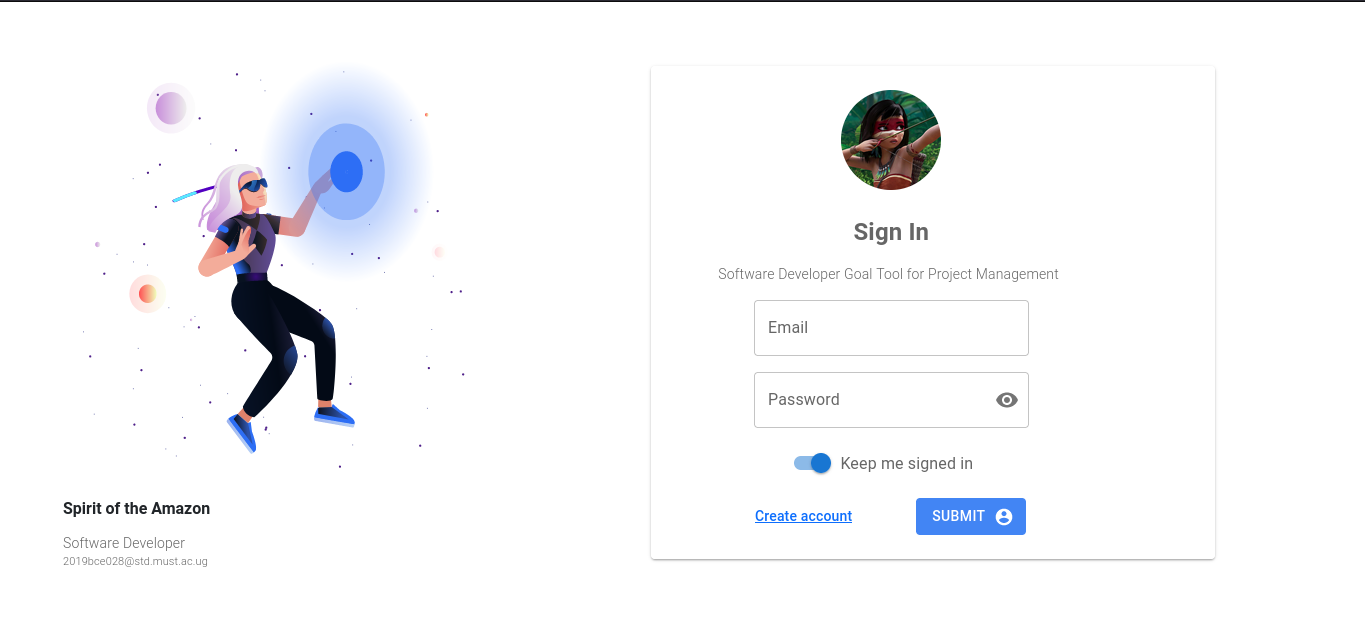 Sign In
Software Developer Goal Tool for Project Management
Email
Password
Keep me signed in
Create account
SUBMIT
Spirit of the Amazon
Software Developer
2019bce028@std.must.ac.ug